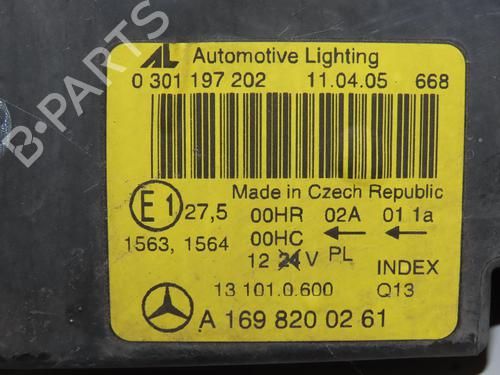 AL Automotive Lighting
0 301 197 202 11.04.05 668
Made in Czech Republic
E1 27,5 00HR 02A 01 1a
1563, 1564 00HC ← ←
12 24 V PL
INDEX
13 101.0.600 Q13
A 169 820 02 61
B-PARTS